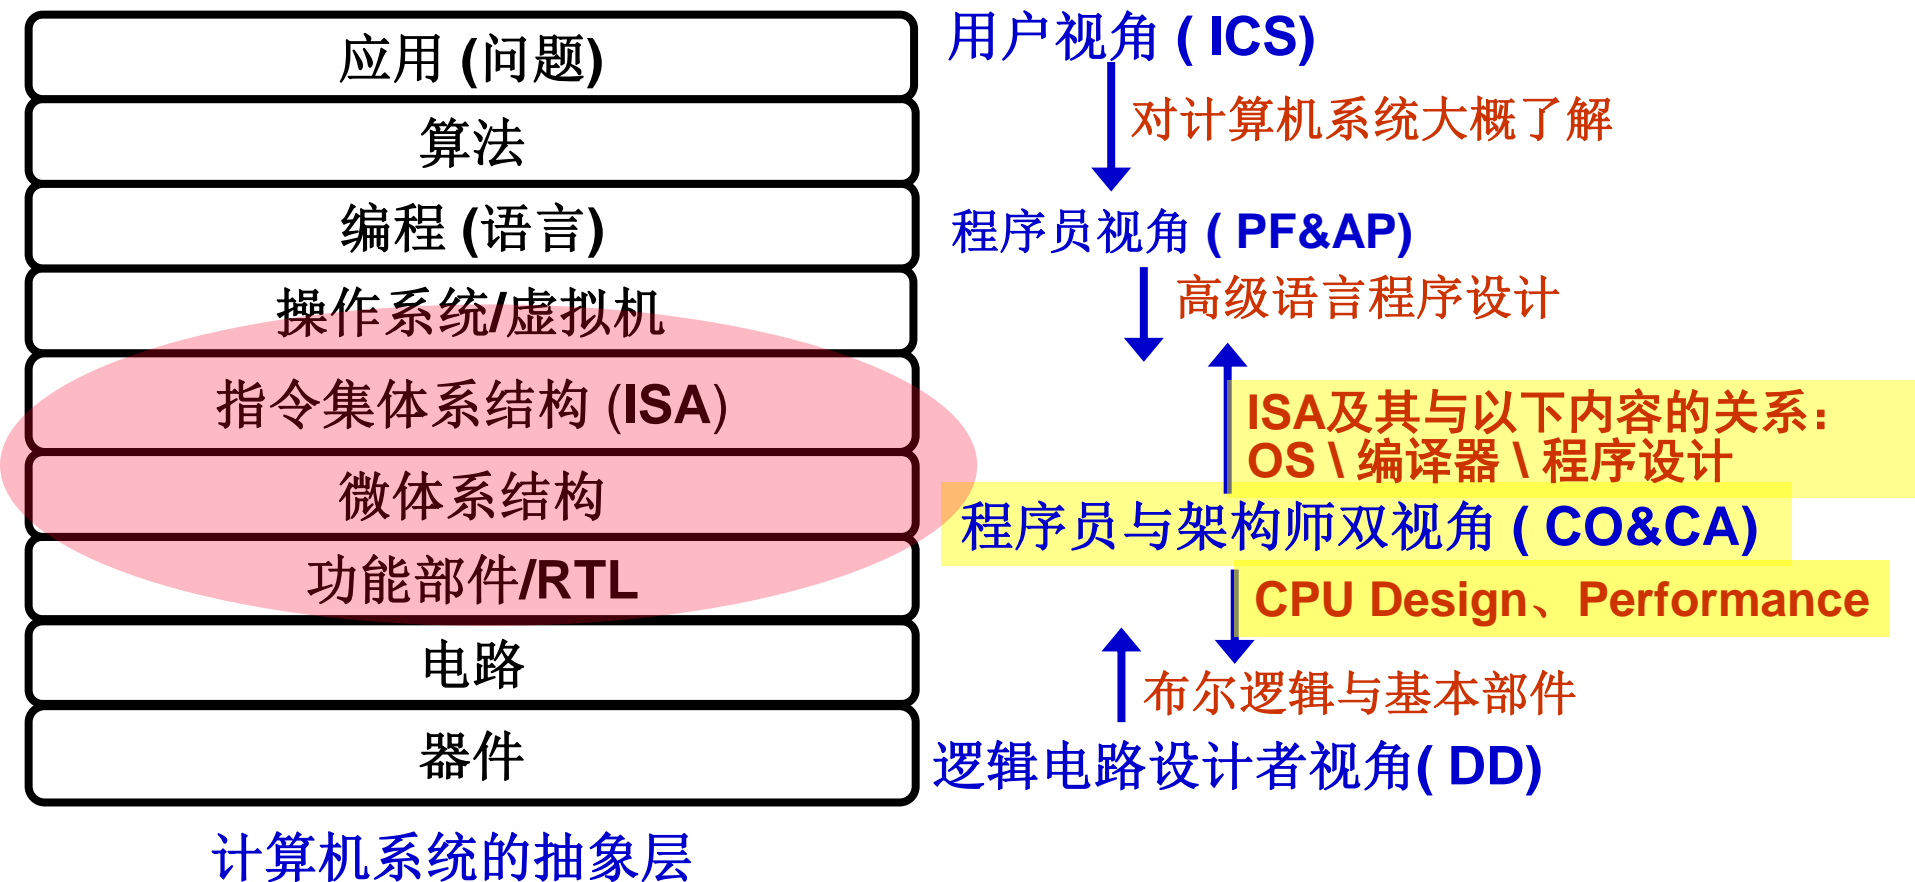 应用 (问题)
算法
编程 (语言)
操作系统/虚拟机
指令集体系结构 (ISA)
微体系结构
功能部件/RTL
电路
器件
计算机系统的抽象层
用户视角 ( ICS)
对计算机系统大概了解
程序员视角 ( PF&AP)
高级语言程序设计
ISA及其与以下内容的关系：
OS \ 编译器 \ 程序设计
程序员与架构师双视角 ( CO&CA)
CPU Design、Performance
布尔逻辑与基本部件
逻辑电路设计者视角( DD)